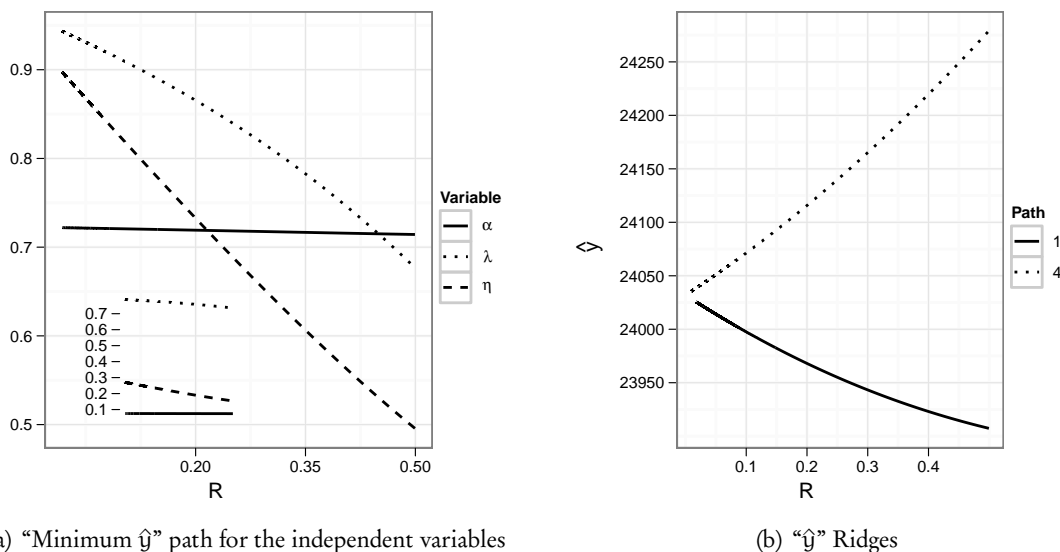 0.9
0.8
0.7
0.6
0.5
0.7
0.6
0.5
0.4
0.3
0.2
0.1
0.20 0.35 0.50
R
Variable
α
λ
η
24250
24200
24150
24100
24050
24000
23950
ŷ
0.1 0.2 0.3 0.4
R
Path
1
4
) “Minimum ŷ” path for the independent variables
(b) “ŷ” Ridges